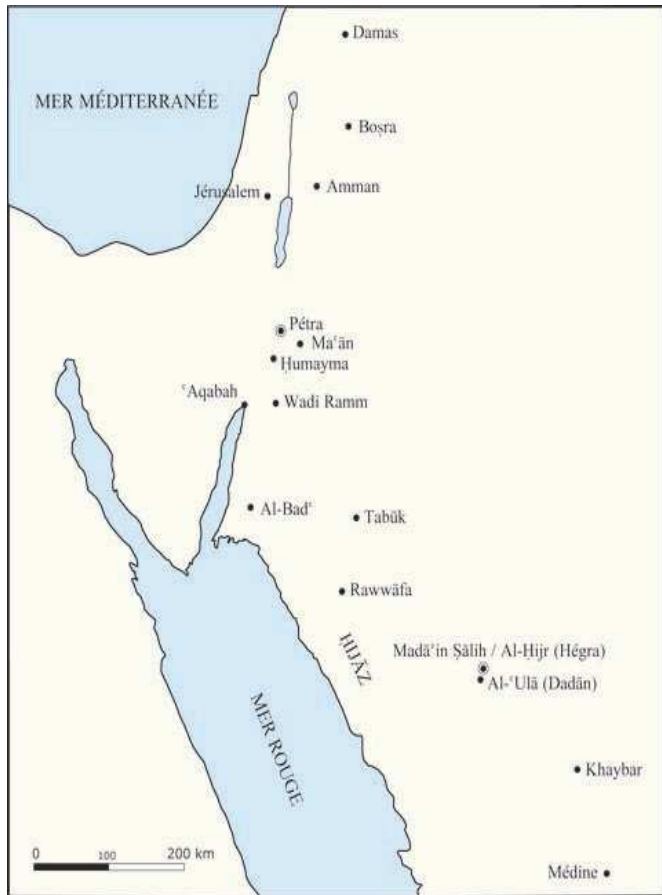 Damas
MER MÉDITERRANÉE
Boṣra
Jérusalem
Amman
Pétra
Maʿān
Ḥumayma
ʿAqabah
Wadi Ramm
Al-Badʿ
Tabūk
Rawwāfa
HIJĀZ
Madāʾin Ṣāliḥ / Al-Ḥijr (Hégra)
Al-ʿUlā (Dadān)
MER ROUGE
Khaybar
0 100 200 km
Médine